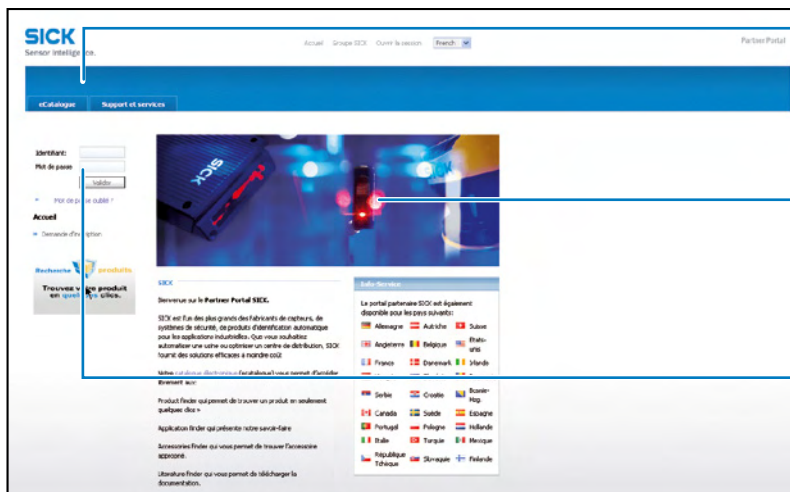 SICK
Sensor Intelligence.
Accueil Groupe SICK Ouvrir la session French
Partner Portal
eCatalogue Support et services
Identifiant:
Mot de passe
Valider
Mot de passe oublié ?
Accueil
Demande d'inscription
Recherche produits
Trouvez votre produit
en quelques clics.
SICK
SICK
SICK
Bienvenue sur le Partner Portal SICK.
SICK est l'un des plus grands des fabricants de capteurs, de
systèmes de sécurité, de produits d'identification automatique
pour les applications industrielles. Que vous souhaitiez
automatiser une usine ou optimiser un centre de distribution, SICK
fournit des solutions efficaces à moindre coût
Notre catalogue électronique (ecatalogue) vous permet d'accéder
librement aux:
Product finder qui permet de trouver un produit en seulement
quelques clics »
Application finder qui présente notre savoir-faire
Accessories finder qui vous permet de trouver l'accessoire
approprié.
Literature finder qui vous permet de télécharger la
documentation.
Info-Service
Le portail partenaire SICK est également
disponible pour les pays suivants:
Allemagne Autriche Suisse
Angleterre Belgique Etats-unis
France Danemark Irlande
Serbie Croatie Bosnie-Heg.
Canada Suède Espagne
Portugal Pologne Hollande
Italie Turquie Mexique
République Tchèque Slovaquie Finlande